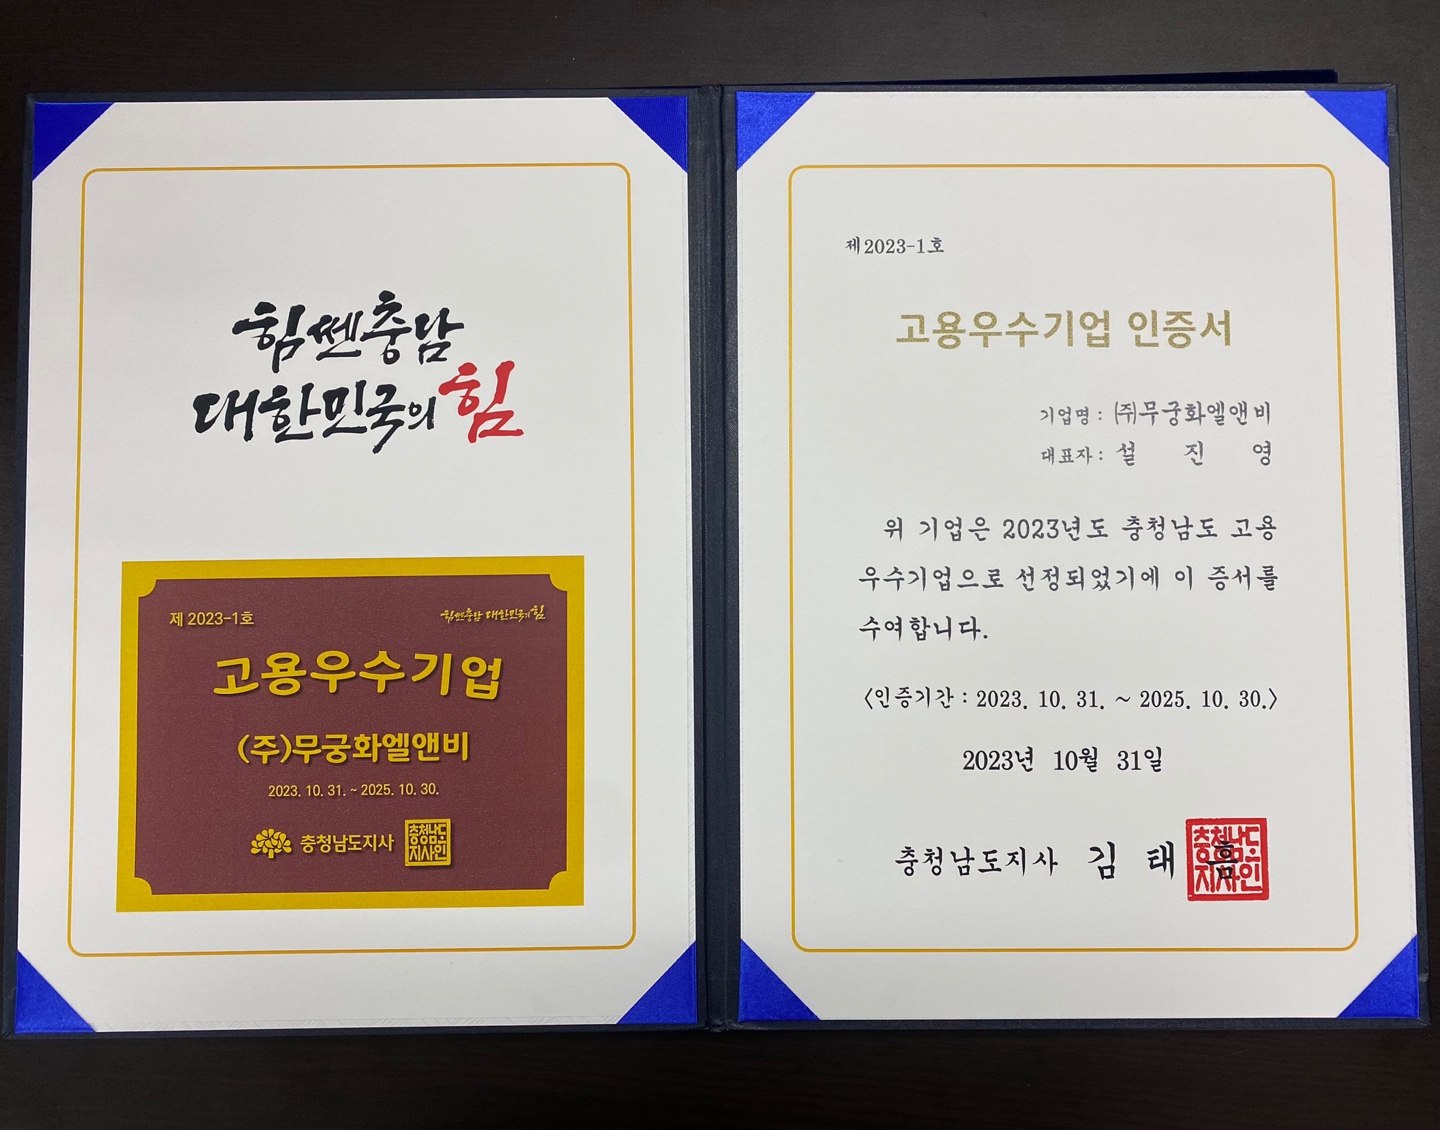 힘쎈충남
대한민국의 힘
제 2023-1호
힘쎈충남 대한민국의 힘
고용우수기업
(주)무궁화엘앤비
2023. 10. 31. ~ 2025. 10. 30.
충청남도지사
충청남도
지사인
제2023-1호
고용우수기업 인증서
기업명 : ㈜무궁화엘앤비
대표자 : 설 진 영
위 기업은 2023년도 충청남도 고용
우수기업으로 선정되었기에 이 증서를
수여합니다.
〈인증기간 : 2023. 10. 31. ~ 2025. 10. 30.〉
2023년 10월 31일
충청남도지사 김 태 흠
충청남도
지사인